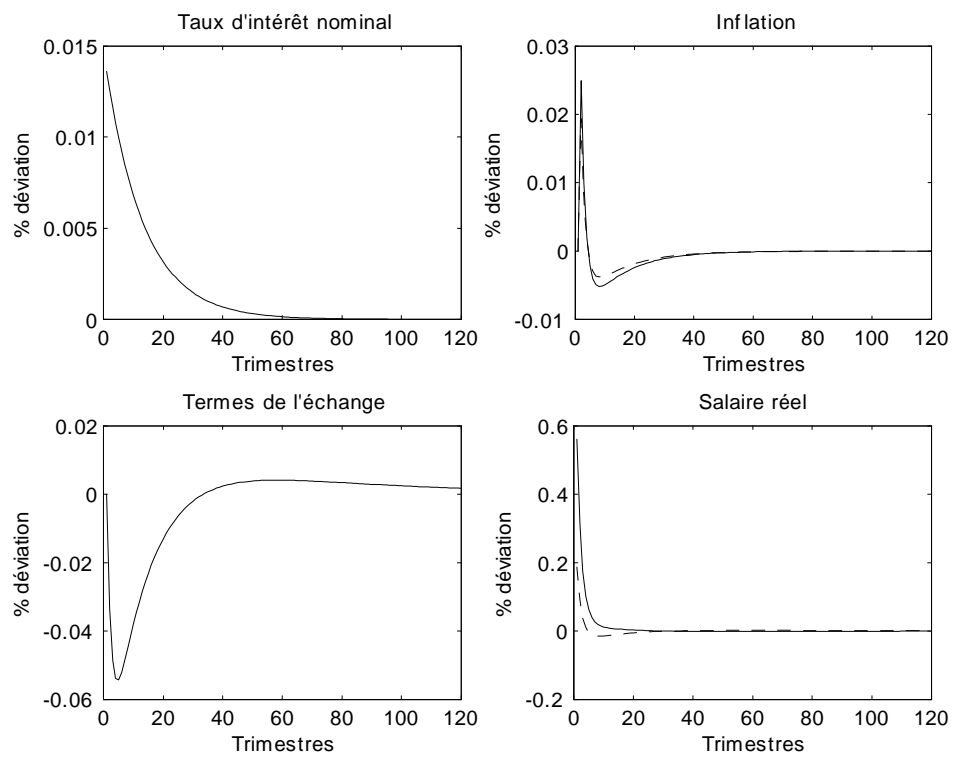 Taux d'intérêt nominal
% déviation
0.015
0.01
0.005
0
0 20 40 60 80 100 120
Trimestres
Inflation
% déviation
0.03
0.02
0.01
0
-0.01
0 20 40 60 80 100 120
Trimestres
Termes de l'échange
% déviation
0.02
0
-0.02
-0.04
-0.06
0 20 40 60 80 100 120
Trimestres
Salaire réel
% déviation
0.6
0.4
0.2
0
-0.2
0 20 40 60 80 100 120
Trimestres